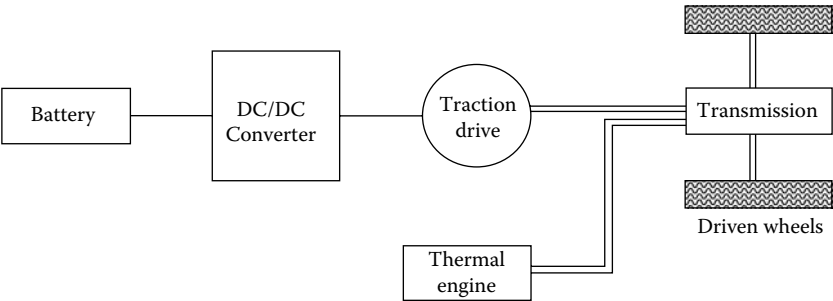 Battery
DC/DC
Converter
Traction
drive
Transmission
Driven wheels
Thermal
engine